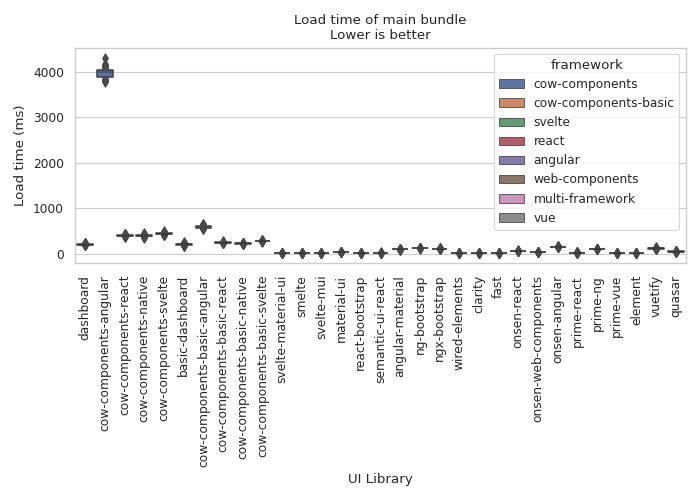 Load time of main bundle
Lower is better
Load time (ms)
4000
3000
2000
1000
0
framework
cow-components
cow-components-basic
svelte
react
angular
web-components
multi-framework
vue
dashboard
cow-components-angular
cow-components-react
cow-components-native
cow-components-svelte
basic-dashboard
cow-components-basic-angular
cow-components-basic-react
cow-components-basic-native
cow-components-basic-svelte
svelte-material-ui
smelte
svelte-mui
material-ui
react-bootstrap
semantic-ui-react
angular-material
ng-bootstrap
ngx-bootstrap
wired-elements
clarity
fast
onsen-react
onsen-web-components
onsen-angular
prime-react
prime-ng
prime-vue
element
vuetify
quasar
UI Library